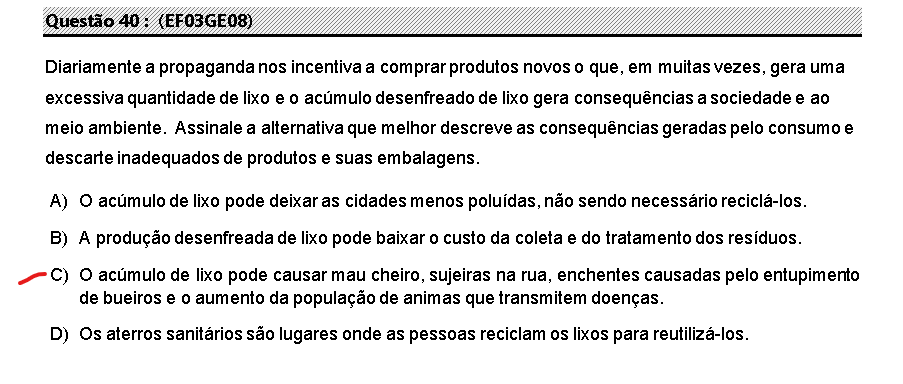 Questão 40 : (EF03GE08)
Diariamente a propaganda nos incentiva a comprar produtos novos o que, em muitas vezes, gera uma
excessiva quantidade de lixo e o acúmulo desenfreado de lixo gera consequências a sociedade e ao
meio ambiente. Assinale a alternativa que melhor descreve as consequências geradas pelo consumo e
descarte inadequados de produtos e suas embalagens.
A) O acúmulo de lixo pode deixar as cidades menos poluídas, não sendo necessário reciclá-los.
B) A produção desenfreada de lixo pode baixar o custo da coleta e do tratamento dos resíduos.
C) O acúmulo de lixo pode causar mau cheiro, sujeiras na rua, enchentes causadas pelo entupimento
de bueiros e o aumento da população de animas que transmitem doenças.
D) Os aterros sanitários são lugares onde as pessoas reciclam os lixos para reutilizá-los.